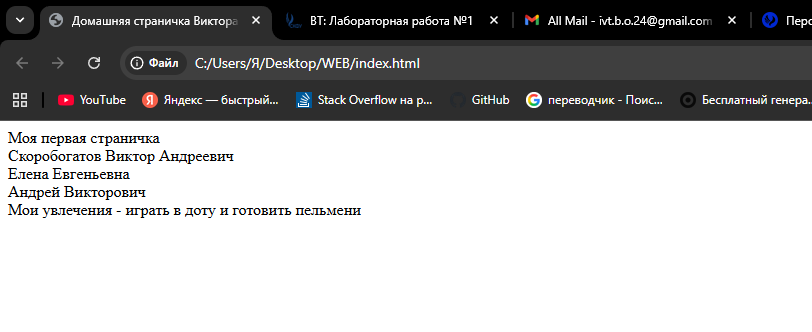 Домашняя страничка Виктора
ВТ: Лабораторная работа №1
All Mail - ivt.b.o.24@gmail.com
Перс
Файл
C:/Users/Я/Desktop/WEB/index.html
YouTube
Яндекс — быстрый...
Stack Overflow на р...
GitHub
переводчик - Поис...
Бесплатный генера...
Моя первая страничка
Скоробогатов Виктор Андреевич
Елена Евгеньевна
Андрей Викторович
Мои увлечения - играть в доту и готовить пельмени